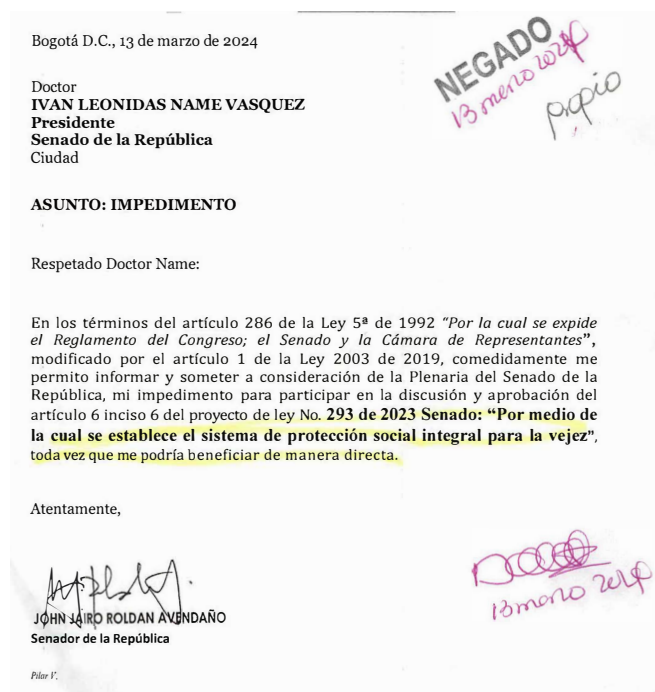 Bogotá D.C., 13 de marzo de 2024
NEGADO
13 marzo 2024
propio
Doctor
IVAN LEONIDAS NAME VASQUEZ
Presidente
Senado de la República
Ciudad
ASUNTO: IMPEDIMENTO
Respetado Doctor Name:
En los términos del artículo 286 de la Ley 5ª de 1992 "Por la cual se expide
el Reglamento del Congreso; el Senado y la Cámara de Representantes",
modificado por el artículo 1 de la Ley 2003 de 2019, comedidamente me
permito informar y someter a consideración de la Plenaria del Senado de la
República, mi impedimento para participar en la discusión y aprobación del
artículo 6 inciso 6 del proyecto de ley No. 293 de 2023 Senado: “Por medio de
la cual se establece el sistema de protección social integral para la vejez”,
toda vez que me podría beneficiar de manera directa.
Atentamente,
JOHN JAIRO ROLDAN AVENDAÑO
Senador de la República
13 marzo 2024
Pilar V.